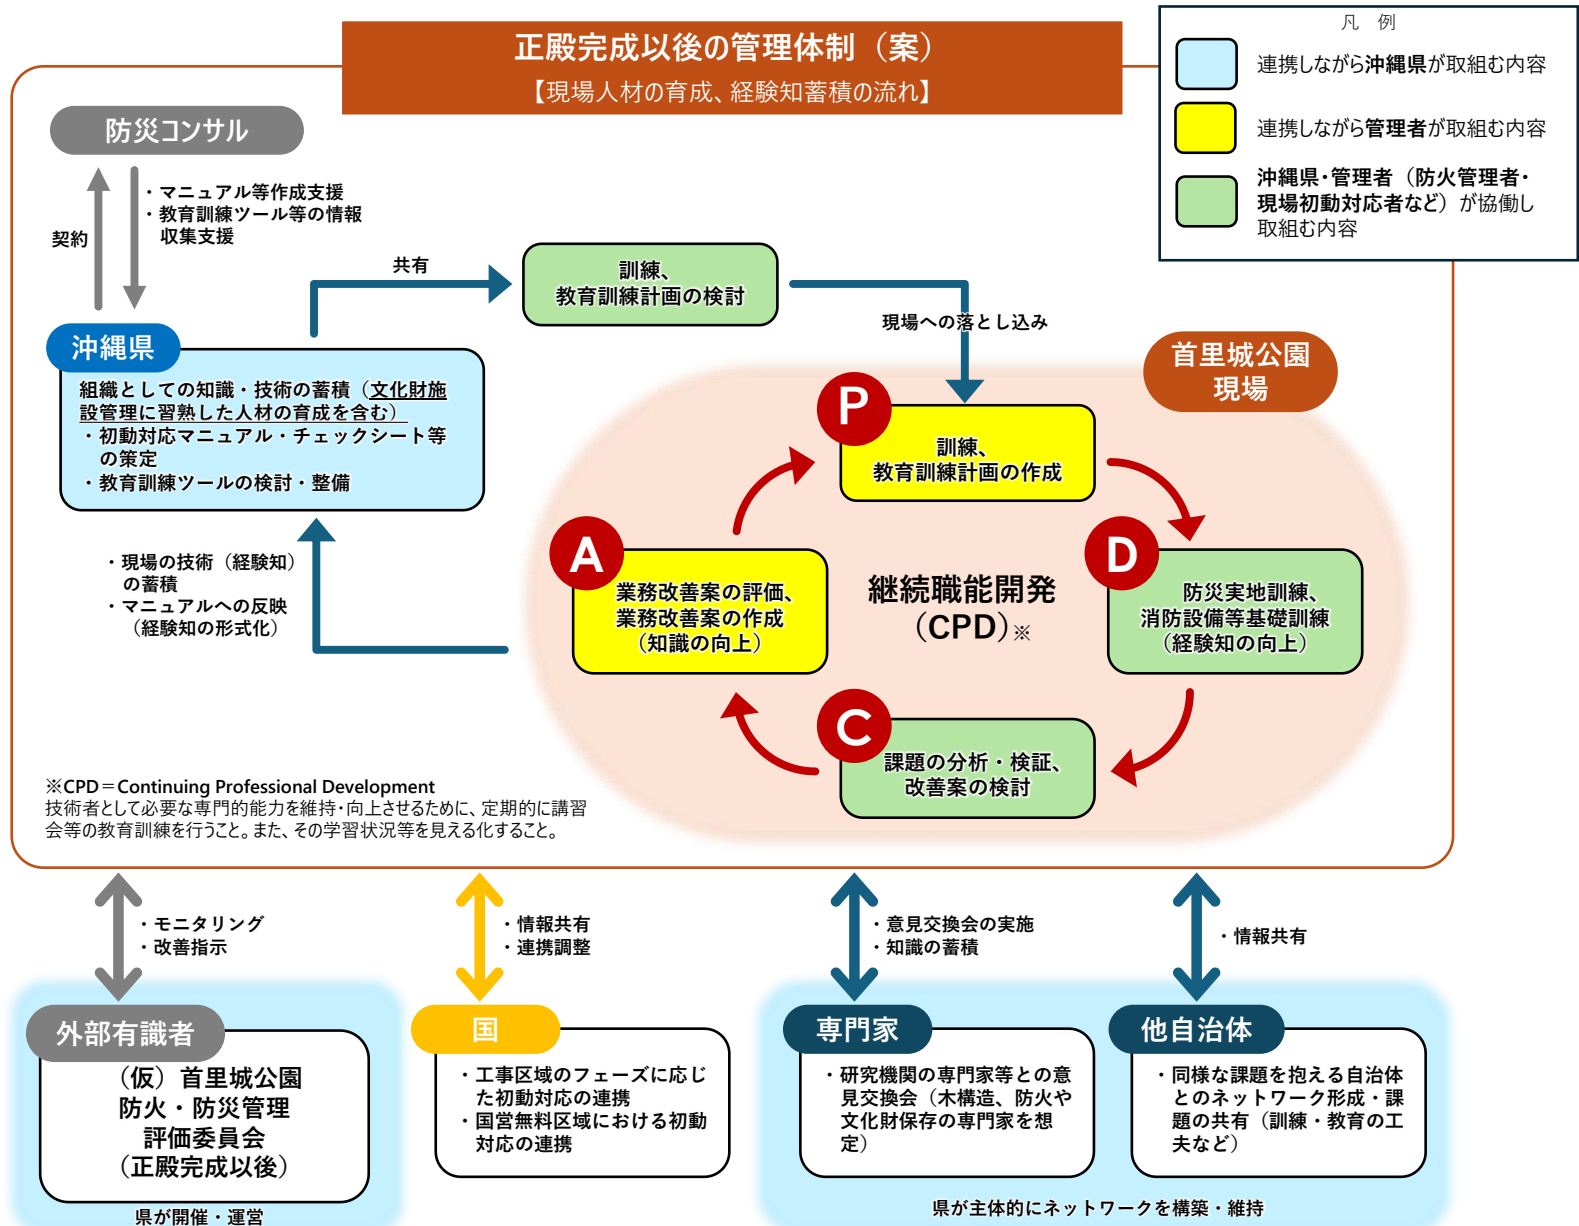 正殿完成以後の管理体制（案）
【現場人材の育成、経験知蓄積の流れ】
凡　例
連携しながら沖縄県が取組む内容
連携しながら管理者が取組む内容
沖縄県・管理者（防火管理者・
現場初動対応者など）が協働し
取組む内容
防災コンサル
契約
・マニュアル等作成支援
・教育訓練ツール等の情報
収集支援
共有
訓練、
教育訓練計画の検討
現場への落とし込み
沖縄県
組織としての知識・技術の蓄積（文化財施
設管理に習熟した人材の育成を含む）
・初動対応マニュアル・チェックシート等
の策定
・教育訓練ツールの検討・整備
・現場の技術（経験知）
の蓄積
・マニュアルへの反映
（経験知の形式化）
首里城公園
現場
P
訓練、
教育訓練計画の作成
A
業務改善案の評価、
業務改善案の作成
（知識の向上）
継続職能開発
（CPD）※
D
防災実地訓練、
消防設備等基礎訓練
（経験知の向上）
C
課題の分析・検証、
改善案の検討
※CPD＝Continuing Professional Development
技術者として必要な専門的能力を維持・向上させるために、定期的に講習
会等の教育訓練を行うこと。また、その学習状況等を見える化すること。
・モニタリング
・改善指示
・情報共有
・連携調整
・意見交換会の実施
・知識の蓄積
・情報共有
外部有識者
（仮）首里城公園
防火・防災管理
評価委員会
（正殿完成以後）
県が開催・運営
国
・工事区域のフェーズに応じ
た初動対応の連携
・国営無料区域における初動
対応の連携
専門家
・研究機関の専門家等との意
見交換会（木構造、防火や
文化財保存の専門家を想
定）
他自治体
・同様な課題を抱える自治体
とのネットワーク形成・課
題の共有（訓練・教育の工
夫など）
県が主体的にネットワークを構築・維持